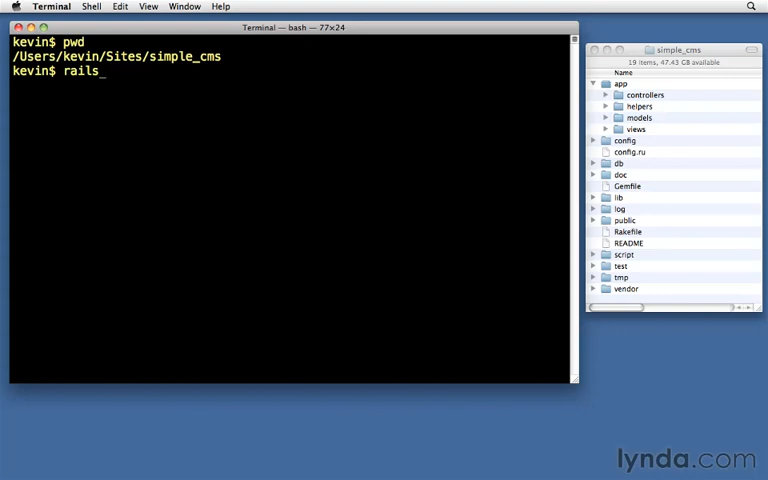 Terminal Shell Edit View Window Help
Terminal — bash — 77×24
kevin$ pwd
/Users/kevin/Sites/simple_cms
kevin$ rails_
simple_cms
19 items, 47.43 GB available
Name
app
controllers
helpers
models
views
config
config.ru
db
doc
Gemfile
lib
log
public
Rakefile
README
script
test
tmp
vendor
lynda.com